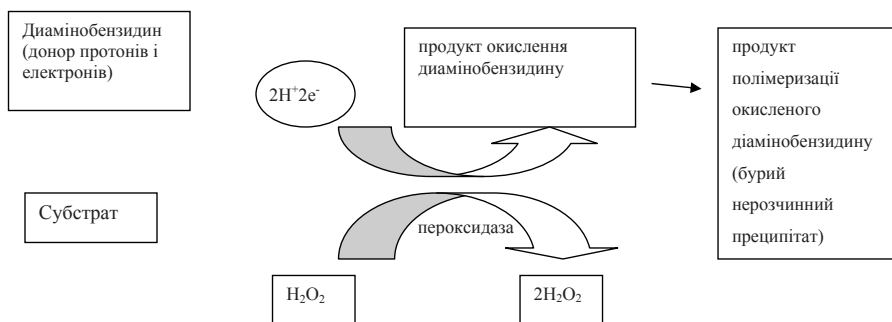 Диамінобензидин
(донор протонів і
електронів)
2H⁺2e⁻
продукт окислення
диамінобензидину
продукт
полімеризації
окисленого
діамінобензидину
(бурий
нерозчинний
преципітат)
Субстрат
пероксидаза
H₂O₂
2H₂O₂